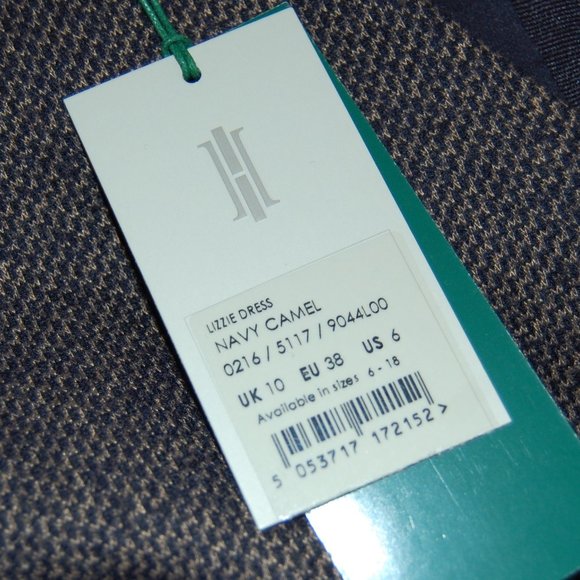 LIZZIE DRESS
NAVY CAMEL
0216 / 5117 / 9044L00
UK 10 EU 38 US 6
Available in sizes 6 - 18
5 053717 172152 >